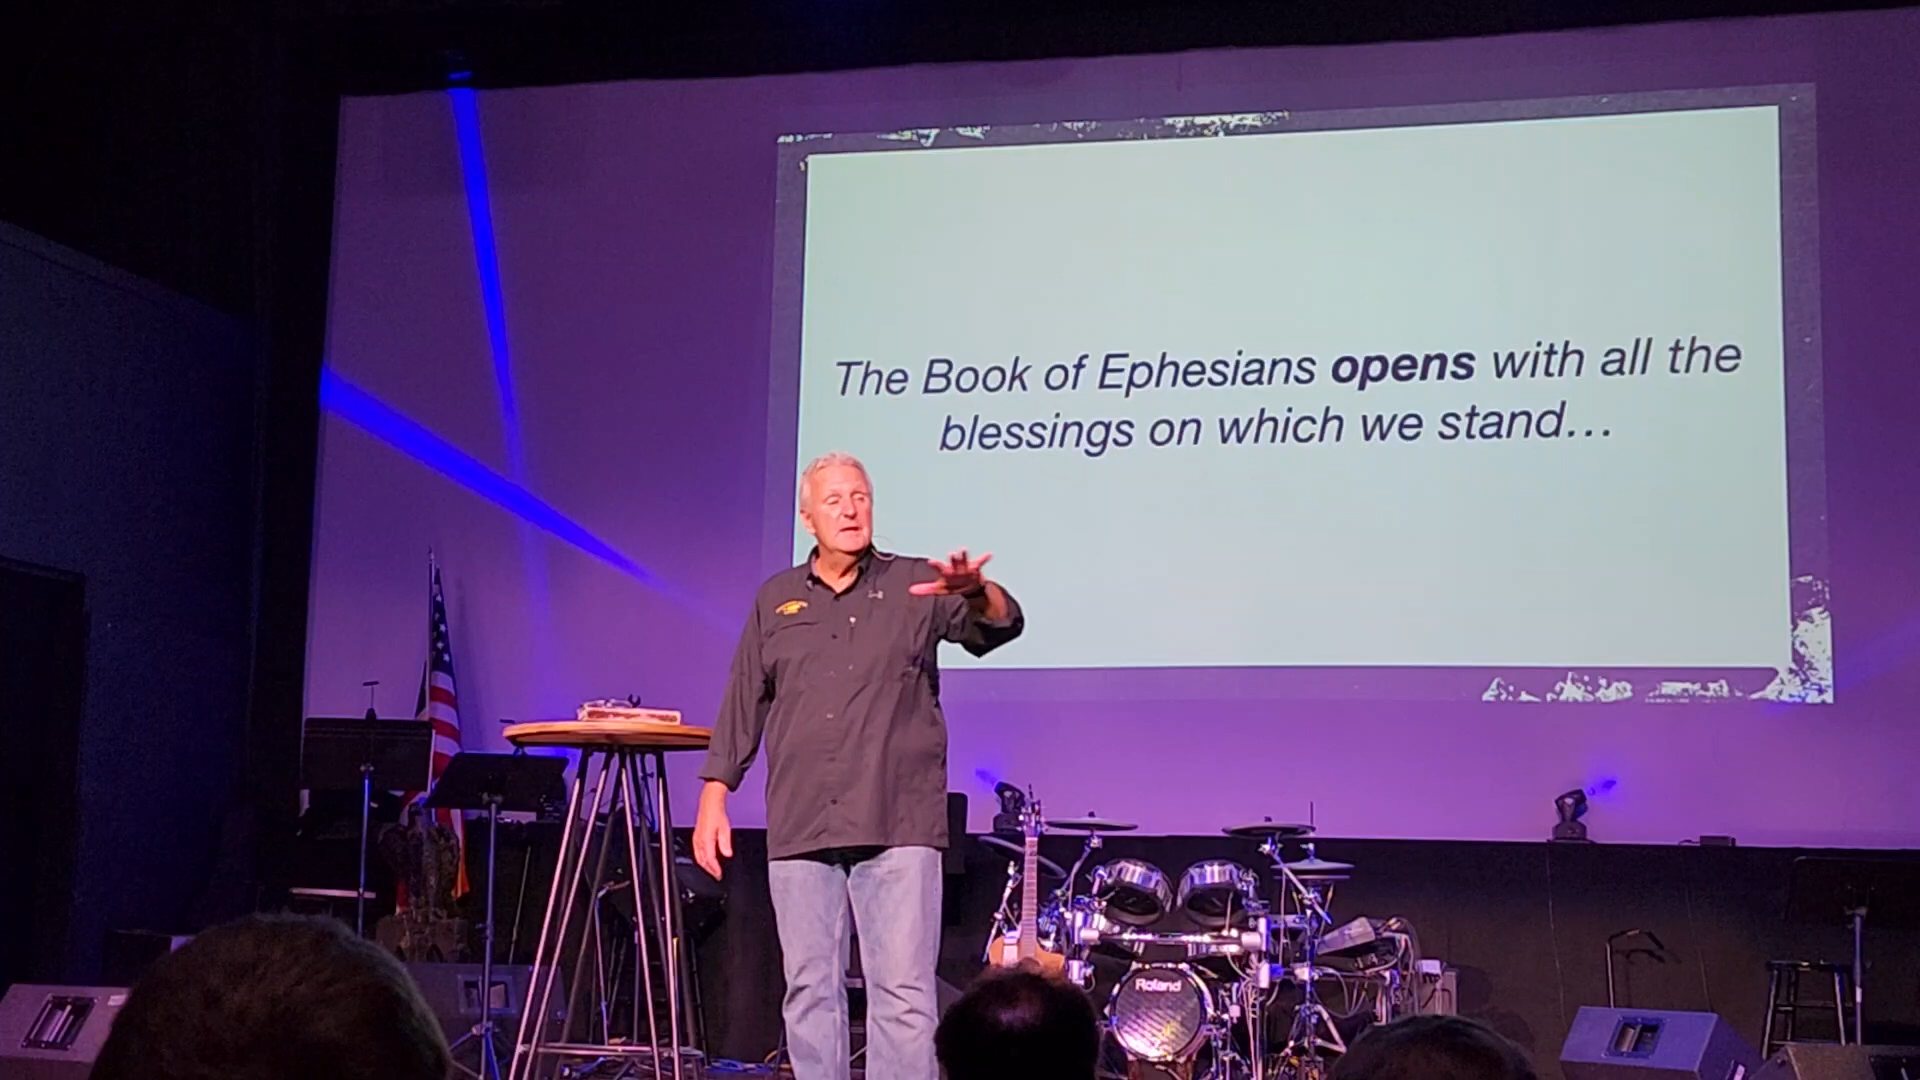 The Book of Ephesians opens with all the
blessings on which we stand...
Roland